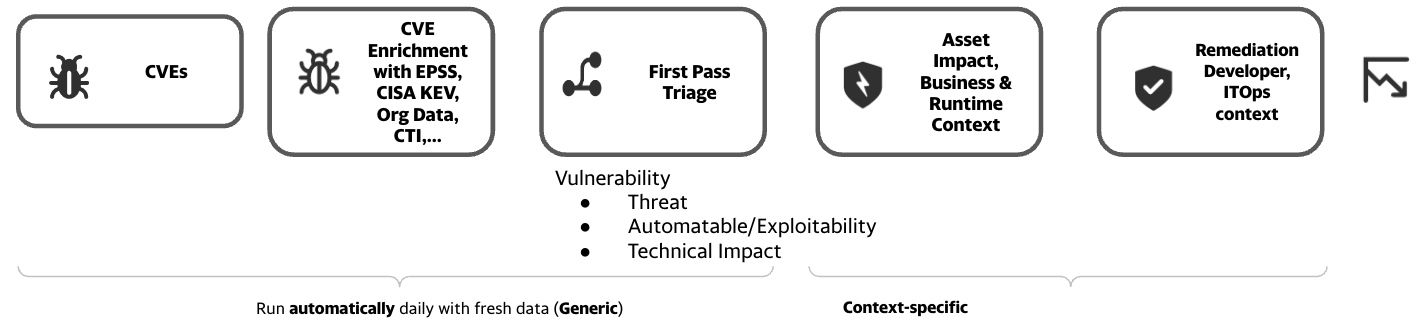 CVEs
CVE
Enrichment
with EPSS,
CISA KEV,
Org Data,
CTI,...
First Pass
Triage
Asset
Impact,
Business &
Runtime
Context
Remediation
Developer,
ITOps
context
Vulnerability
● Threat
● Automatable/Exploitability
● Technical Impact
Run automatically daily with fresh data (Generic)
Context-specific